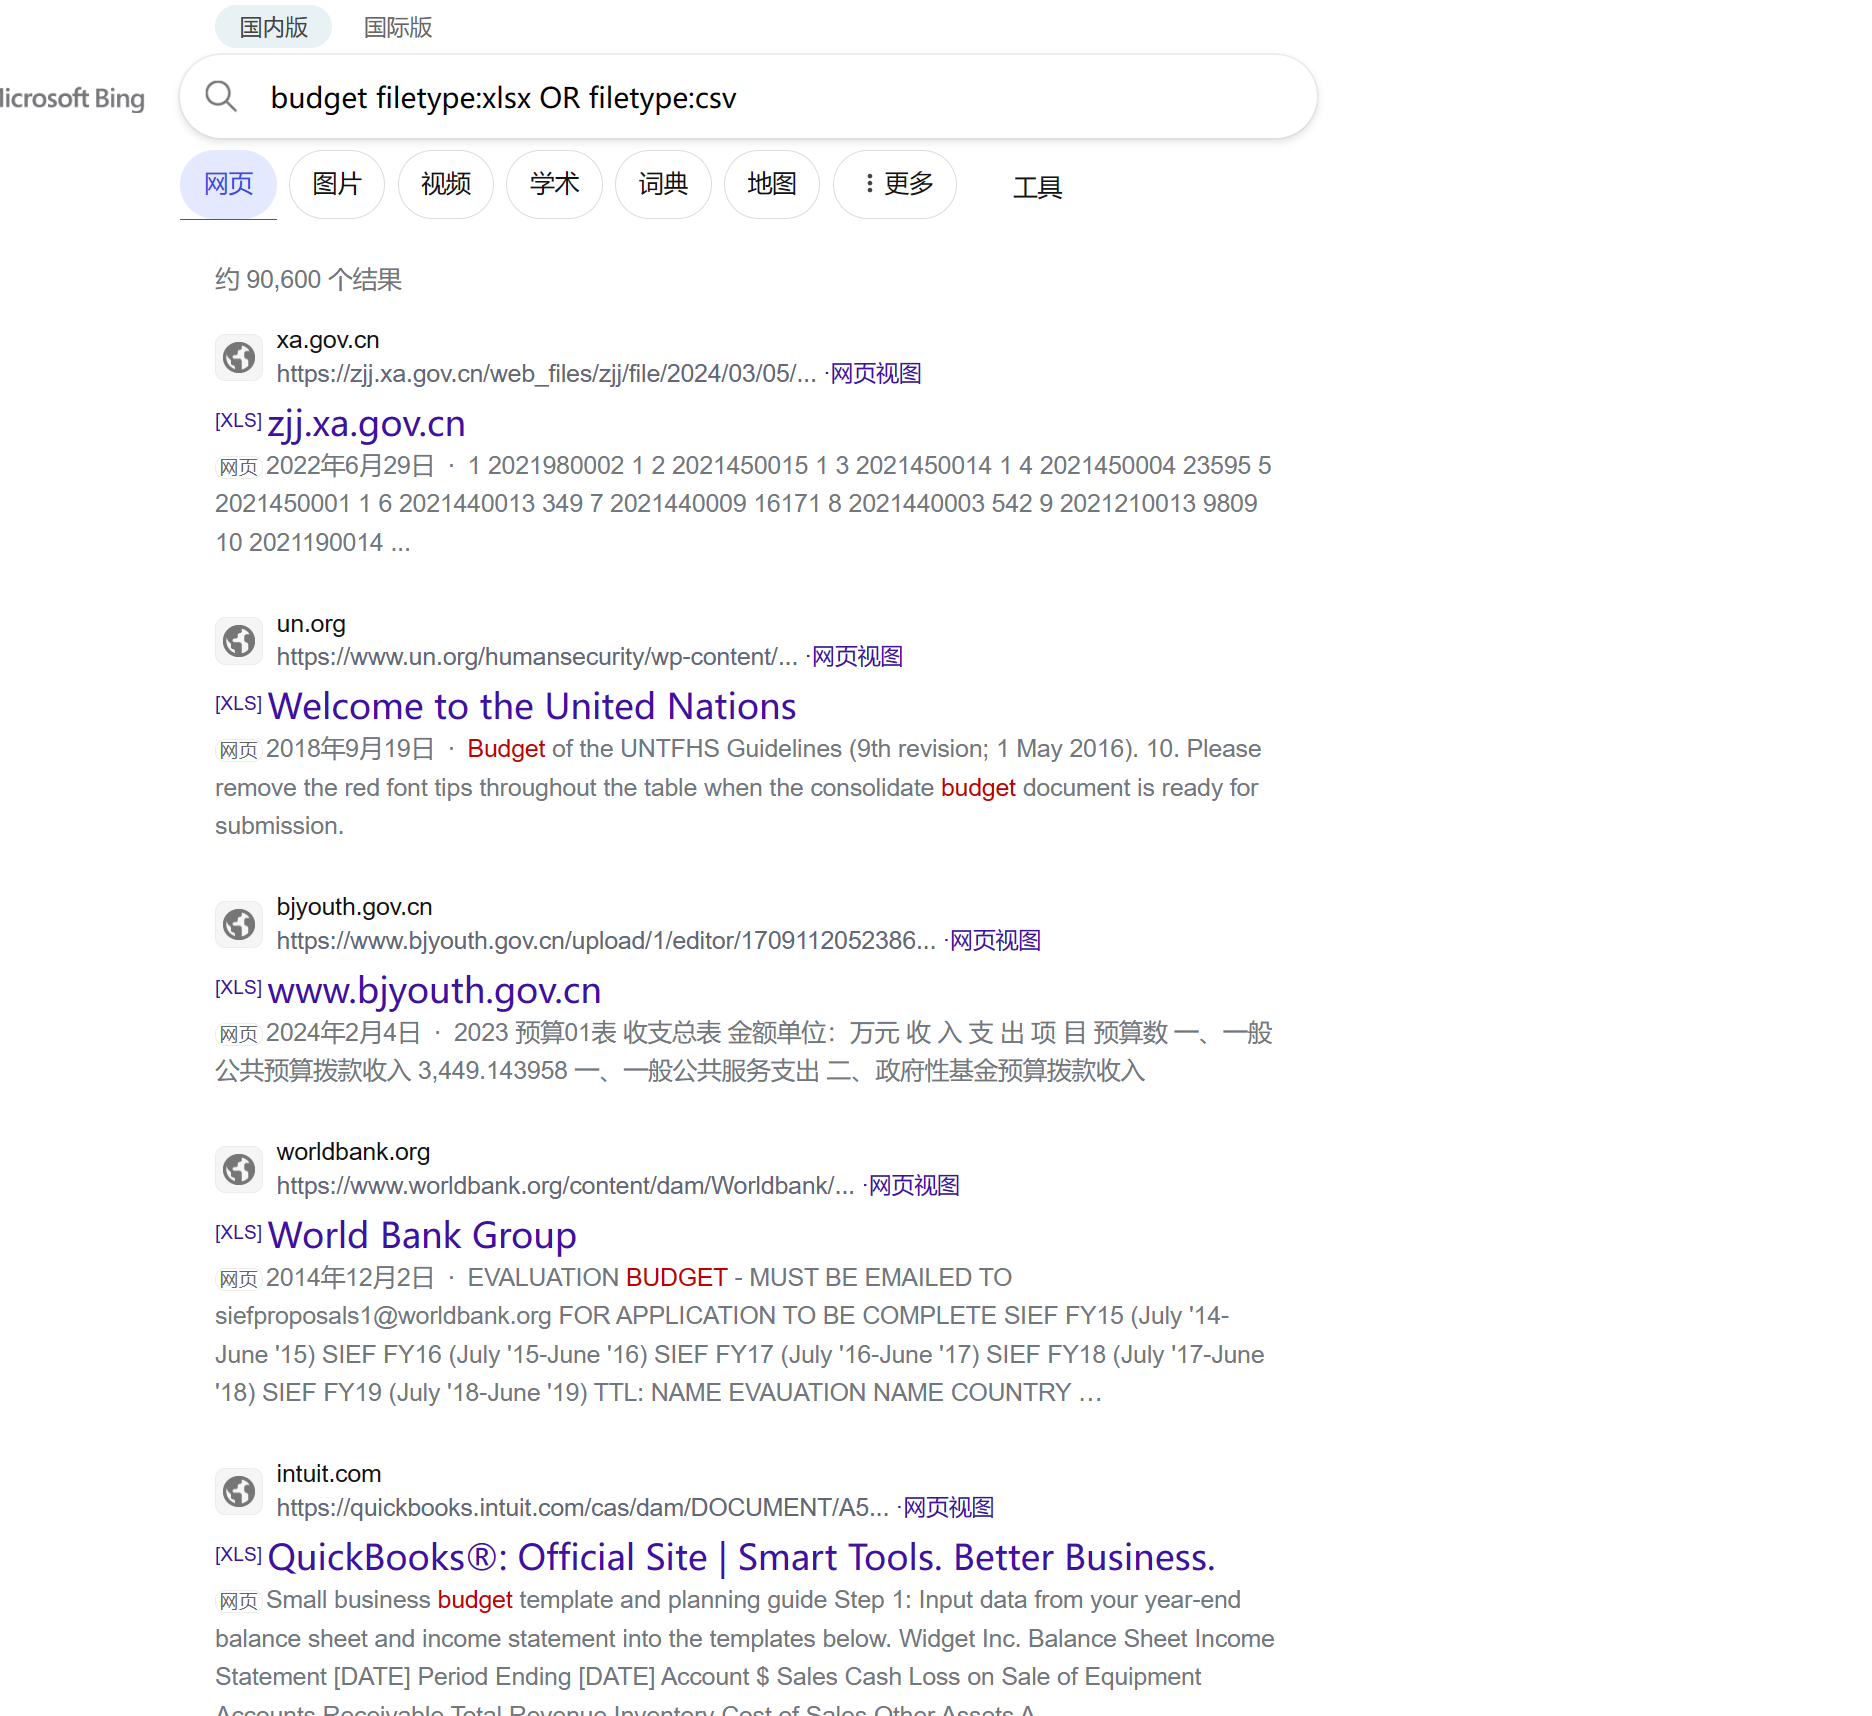 国内版 国际版
Microsoft Bing
budget filetype:xlsx OR filetype:csv
网页 图片 视频 学术 词典 地图 更多 工具
约 90,600 个结果
xa.gov.cn
https://zjj.xa.gov.cn/web_files/zjj/file/2024/03/05/... ·网页视图
[XLS] zjj.xa.gov.cn
网页 2022年6月29日 · 1 2021980002 1 2 2021450015 1 3 2021450014 1 4 2021450004 23595 5
2021450001 1 6 2021440013 349 7 2021440009 16171 8 2021440003 542 9 2021210013 9809
10 2021190014 ...
un.org
https://www.un.org/humansecurity/wp-content/... ·网页视图
[XLS] Welcome to the United Nations
网页 2018年9月19日 · Budget of the UNTFHS Guidelines (9th revision; 1 May 2016). 10. Please
remove the red font tips throughout the table when the consolidate budget document is ready for
submission.
bjyouth.gov.cn
https://www.bjyouth.gov.cn/upload/1/editor/1709112052386... ·网页视图
[XLS] www.bjyouth.gov.cn
网页 2024年2月4日 · 2023 预算01表 收支总表 金额单位：万元 收 入 支 出 项 目 预算数 一、一般
公共预算拨款收入 3,449.143958 一、一般公共服务支出 二、政府性基金预算拨款收入
worldbank.org
https://www.worldbank.org/content/dam/Worldbank/... ·网页视图
[XLS] World Bank Group
网页 2014年12月2日 · EVALUATION BUDGET - MUST BE EMAILED TO
siefproposals1@worldbank.org FOR APPLICATION TO BE COMPLETE SIEF FY15 (July '14-
June '15) SIEF FY16 (July '15-June '16) SIEF FY17 (July '16-June '17) SIEF FY18 (July '17-June
'18) SIEF FY19 (July '18-June '19) TTL: NAME EVAUATION NAME COUNTRY …
intuit.com
https://quickbooks.intuit.com/cas/dam/DOCUMENT/A5... ·网页视图
[XLS] QuickBooks®: Official Site | Smart Tools. Better Business.
网页 Small business budget template and planning guide Step 1: Input data from your year-end
balance sheet and income statement into the templates below. Widget Inc. Balance Sheet Income
Statement [DATE] Period Ending [DATE] Account $ Sales Cash Loss on Sale of Equipment
Accounts Receivable Total Revenue Inventory Cost of Sales Other Assets A